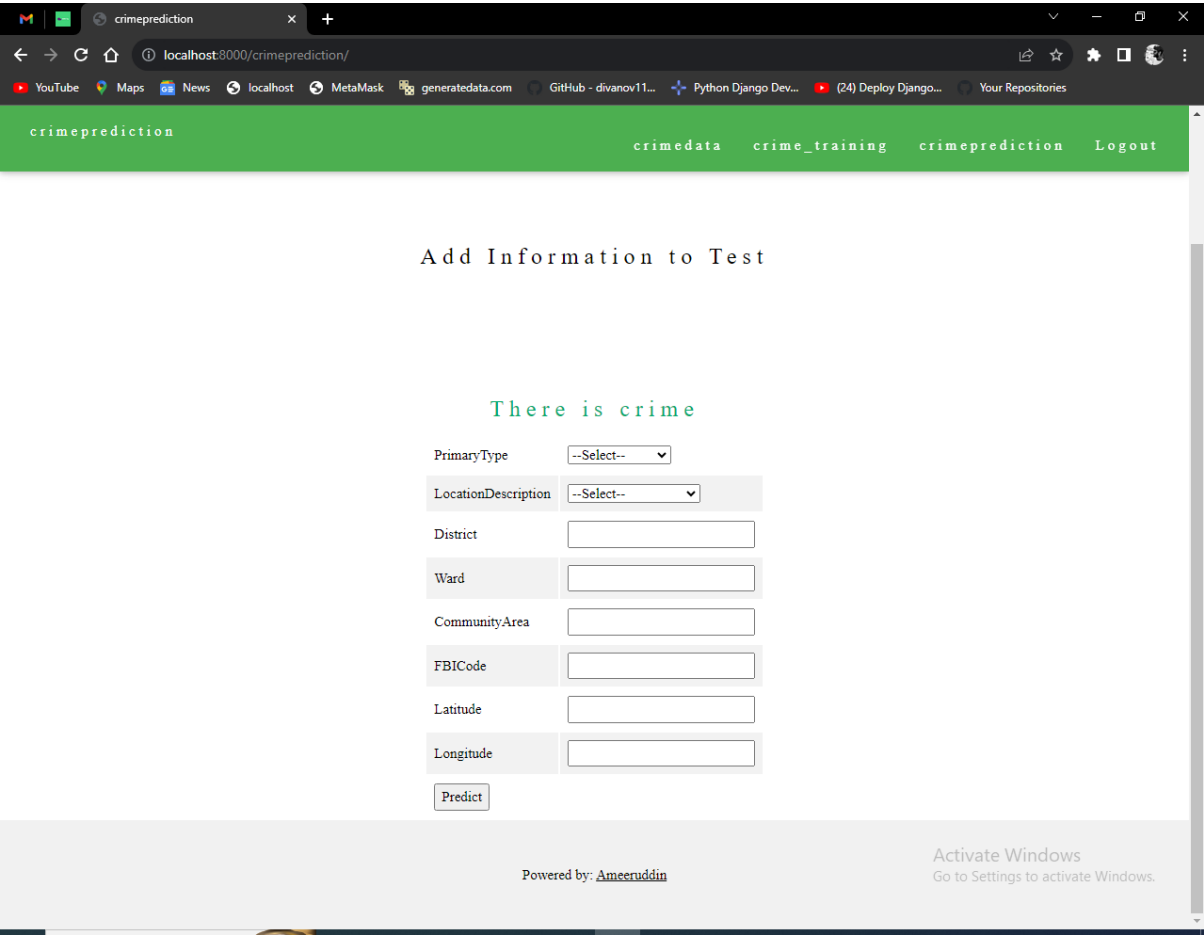 crimeprediction
localhost:8000/crimeprediction/
YouTube Maps News localhost MetaMask generatedata.com GitHub - divanov11... Python Django Dev... (24) Deploy Django... Your Repositories
crimeprediction
crimedata crime_training crimeprediction Logout
Add Information to Test
There is crime
PrimaryType --Select--
LocationDescription --Select--
District
Ward
CommunityArea
FBICode
Latitude
Longitude
Predict
Activate Windows
Powered by: Ameeruddin
Go to Settings to activate Windows.